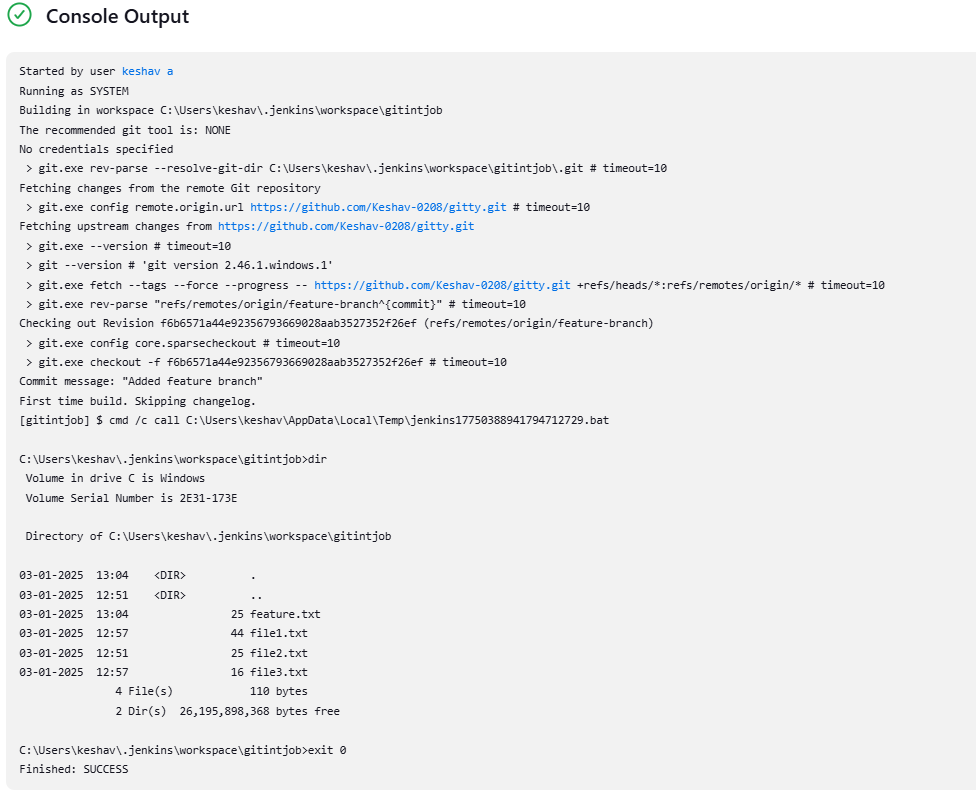 Console Output
Started by user keshav a
Running as SYSTEM
Building in workspace C:\Users\keshav\.jenkins\workspace\gitintjob
The recommended git tool is: NONE
No credentials specified
 > git.exe rev-parse --resolve-git-dir C:\Users\keshav\.jenkins\workspace\gitintjob\.git # timeout=10
Fetching changes from the remote Git repository
 > git.exe config remote.origin.url https://github.com/Keshav-0208/gitty.git # timeout=10
Fetching upstream changes from https://github.com/Keshav-0208/gitty.git
 > git.exe --version # timeout=10
 > git --version # 'git version 2.46.1.windows.1'
 > git.exe fetch --tags --force --progress -- https://github.com/Keshav-0208/gitty.git +refs/heads/*:refs/remotes/origin/* # timeout=10
 > git.exe rev-parse "refs/remotes/origin/feature-branch^{commit}" # timeout=10
Checking out Revision f6b6571a44e92356793669028aab3527352f26ef (refs/remotes/origin/feature-branch)
 > git.exe config core.sparsecheckout # timeout=10
 > git.exe checkout -f f6b6571a44e92356793669028aab3527352f26ef # timeout=10
Commit message: "Added feature branch"
First time build. Skipping changelog.
[gitintjob] $ cmd /c call C:\Users\keshav\AppData\Local\Temp\jenkins17750388941794712729.bat
C:\Users\keshav\.jenkins\workspace\gitintjob>dir
 Volume in drive C is Windows
 Volume Serial Number is 2E31-173E
 Directory of C:\Users\keshav\.jenkins\workspace\gitintjob
03-01-2025  13:04    <DIR>          .
03-01-2025  12:51    <DIR>          ..
03-01-2025  13:04                25 feature.txt
03-01-2025  12:57                44 file1.txt
03-01-2025  12:51                25 file2.txt
03-01-2025  12:57                16 file3.txt
               4 File(s)            110 bytes
               2 Dir(s)  26,195,898,368 bytes free
C:\Users\keshav\.jenkins\workspace\gitintjob>exit 0
Finished: SUCCESS